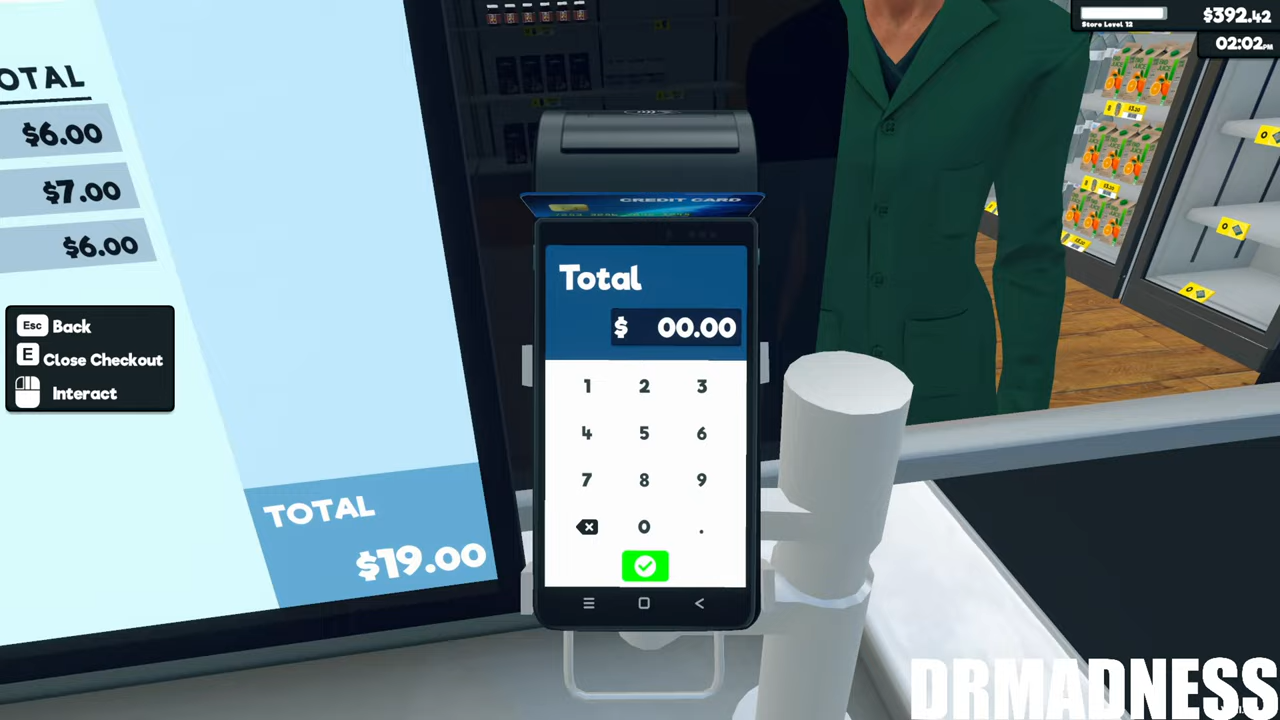 OTAL
$6.00
$7.00
$6.00
Esc Back
E Close Checkout
Interact
TOTAL
$19.00
CREDIT CARD
Total
$ 00.00
1 2 3
4 5 6
7 8 9
0 .
Store Level 12
$392.42
02:02PM
DRMADNESS